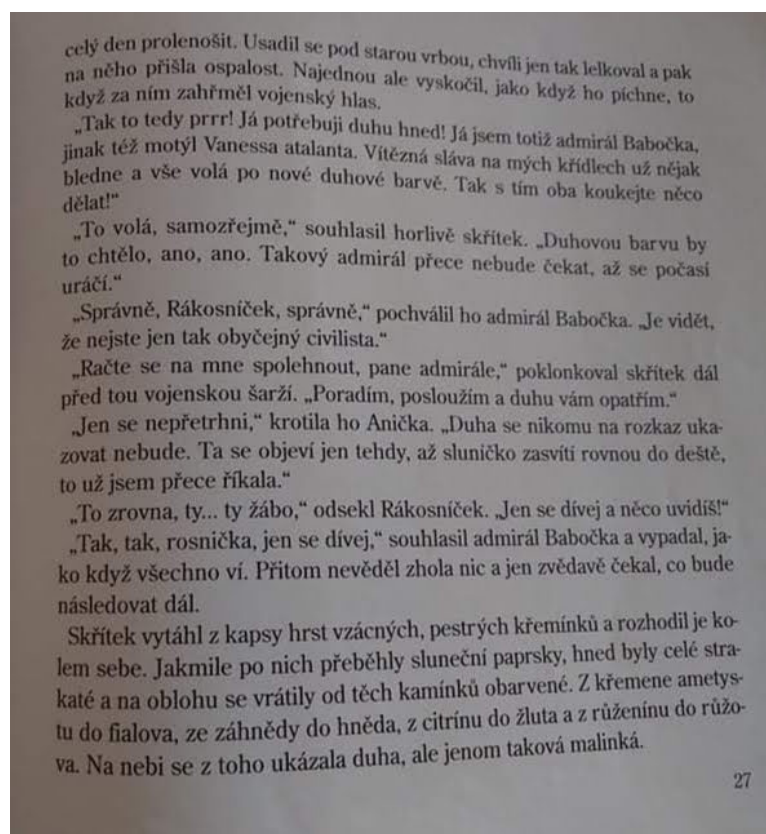 celý den prolenošit. Usadil se pod starou vrbou, chvíli jen tak lelkoval a pak
na něho přišla ospalost. Najednou ale vyskočil, jako když ho píchne, to
když za ním zahřměl vojenský hlas.
„Tak to tedy prrr! Já potřebuji duhu hned! Já jsem totiž admirál Babočka,
jinak též motýl Vanessa atalanta. Vítězná sláva na mých křídlech už nějak
bledne a vše volá po nové duhové barvě. Tak s tím oba koukejte něco
dělat!“
„To volá, samozřejmě,“ souhlasil horlivě skřítek. „Duhovou barvu by
to chtělo, ano, ano. Takový admirál přece nebude čekat, až se počasí
uráčí.“
„Správně, Rákosníček, správně,“ pochválil ho admirál Babočka. „Je vidět,
že nejste jen tak obyčejný civilista.“
„Račte se na mne spolehnout, pane admirále,“ poklonkoval skřítek dál
před tou vojenskou šarží. „Poradím, posloužím a duhu vám opatřím.“
„Jen se nepřetrhni,“ krotila ho Anička. „Duha se nikomu na rozkaz uka-
zovat nebude. Ta se objeví jen tehdy, až sluníčko zasvítí rovnou do deště,
to už jsem přece říkala.“
„To zrovna, ty... ty žábo,“ odsekl Rákosníček. „Jen se dívej a něco uvidíš!“
„Tak, tak, rosnička, jen se dívej,“ souhlasil admirál Babočka a vypadal, ja-
ko když všechno ví. Přitom nevěděl zhola nic a jen zvědavě čekal, co bude
následovat dál.
Skřítek vytáhl z kapsy hrst vzácných, pestrých křemínků a rozhodil je ko-
lem sebe. Jakmile po nich přeběhly sluneční paprsky, hned byly celé stra-
katé a na oblohu se vrátily od těch kamínků obarvené. Z křemene ametys-
tu do fialova, ze záhnědy do hněda, z citrínu do žluta a z růženínu do růžo-
va. Na nebi se z toho ukázala duha, ale jenom taková malinká.
27